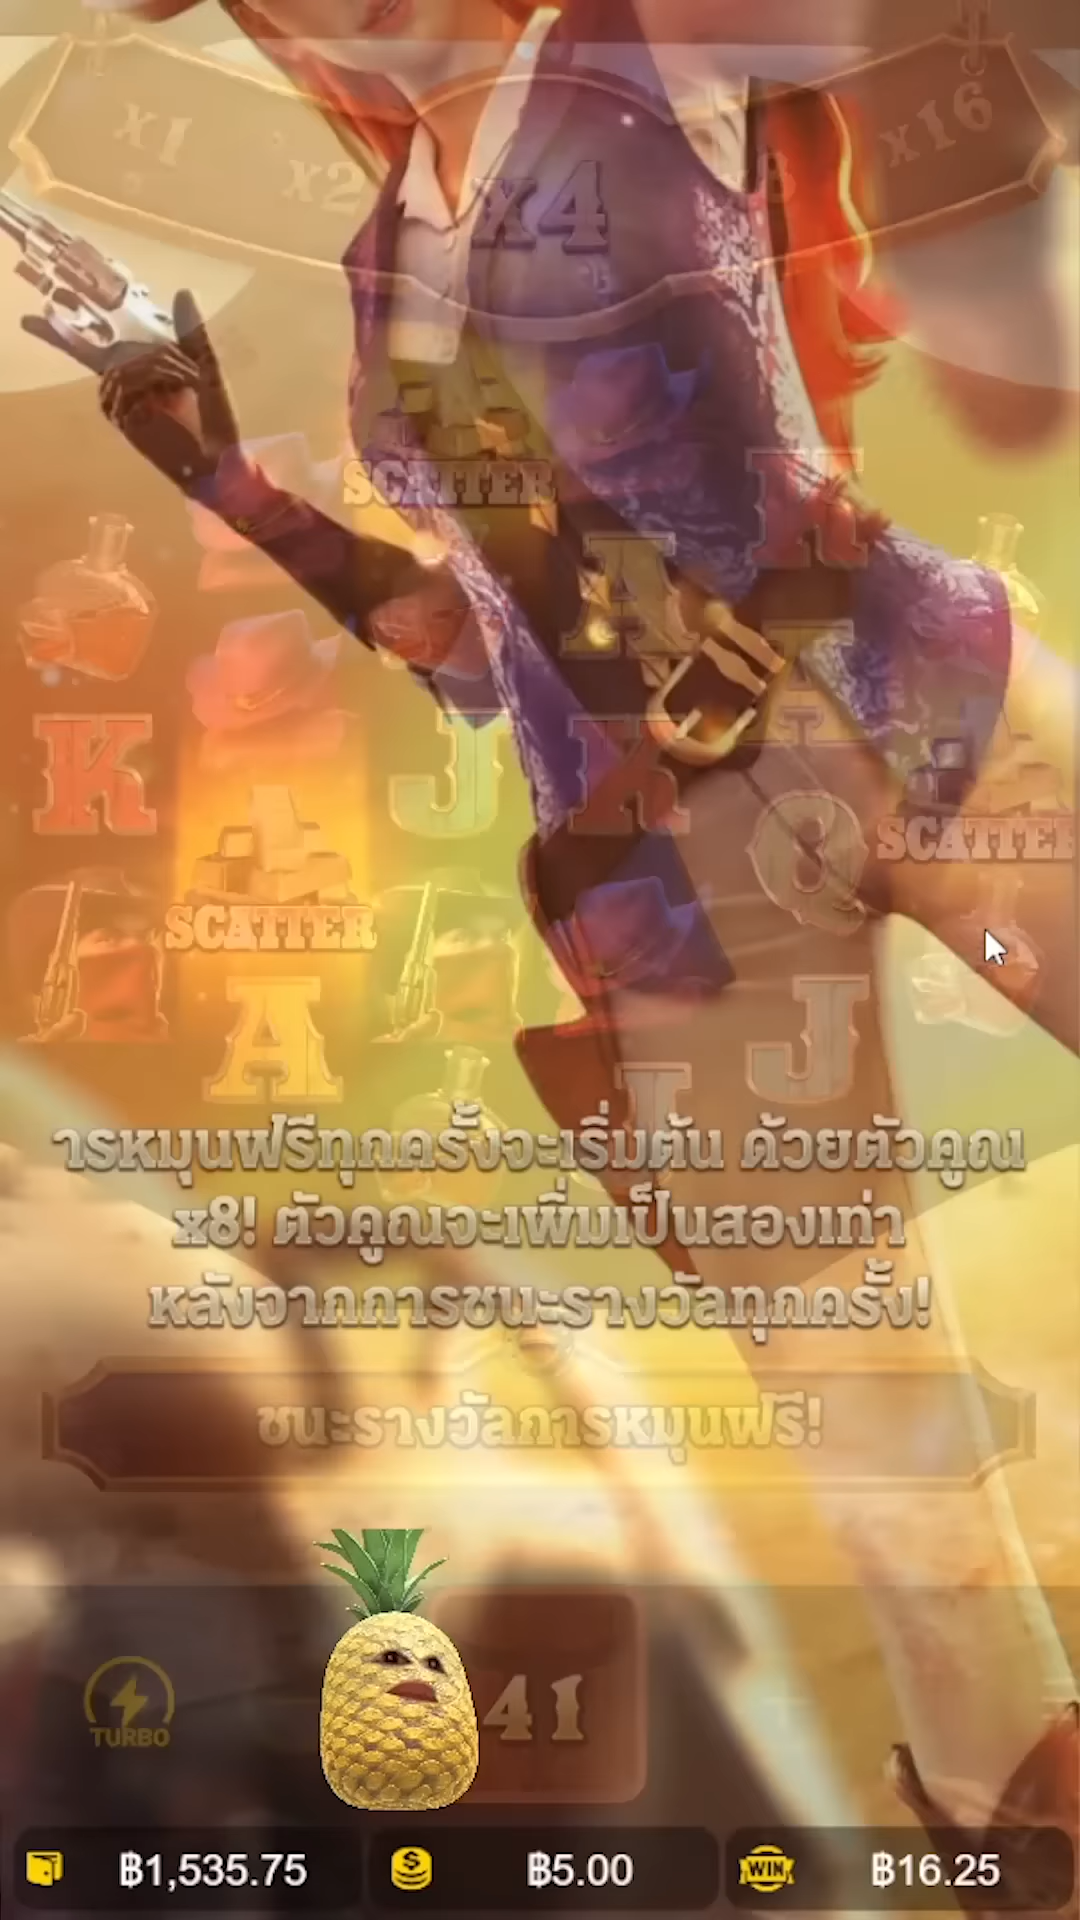 x1 x2 x4 x16
SCATTER
K
A
K J K A
Q
SCATTER
SCATTER
A J
J
ารหมุนฟรีทุกครั้งจะเริ่มต้น ด้วยตัวคูณ
x8! ตัวคูณจะเพิ่มเป็นสองเท่า
หลังจากการชนะรางวัลทุกครั้ง!
ชนะรางวัลการหมุนฟรี!
41
TURBO
฿1,535.75 ฿5.00 WIN ฿16.25